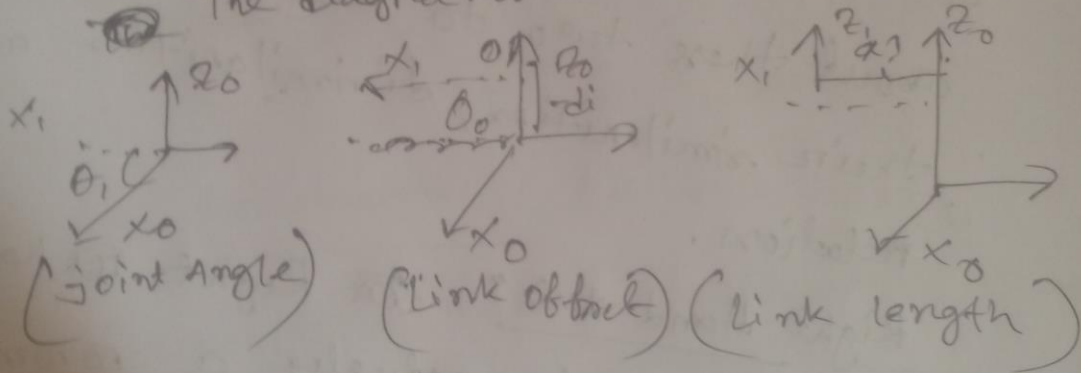 The
X₁ Z₀ X₁ O Z₀ X₁ Z₁ Z₀
θ₁ θ₀ di
X₀ X₀ X₀
(joint Angle) (Link offset) (Link length)